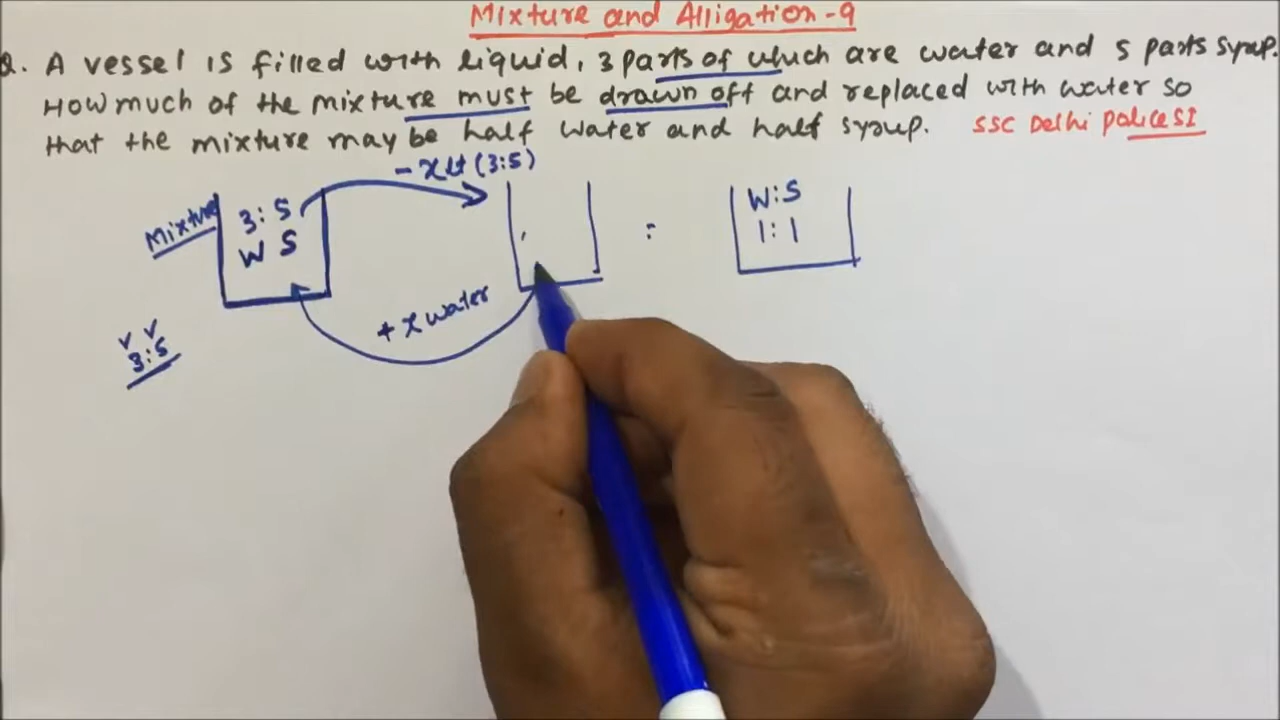 Mixture and Alligation-9
Q. A vessel is filled with liquid, 3 parts of which are water and 5 parts syrup.
How much of the mixture must be drawn off and replaced with water so
that the mixture may be half water and half syrup. SSC Delhi police SI
- x lt (3:5)
Mixture
3:5
W S
:
W:S
1:1
+ x water
3:5